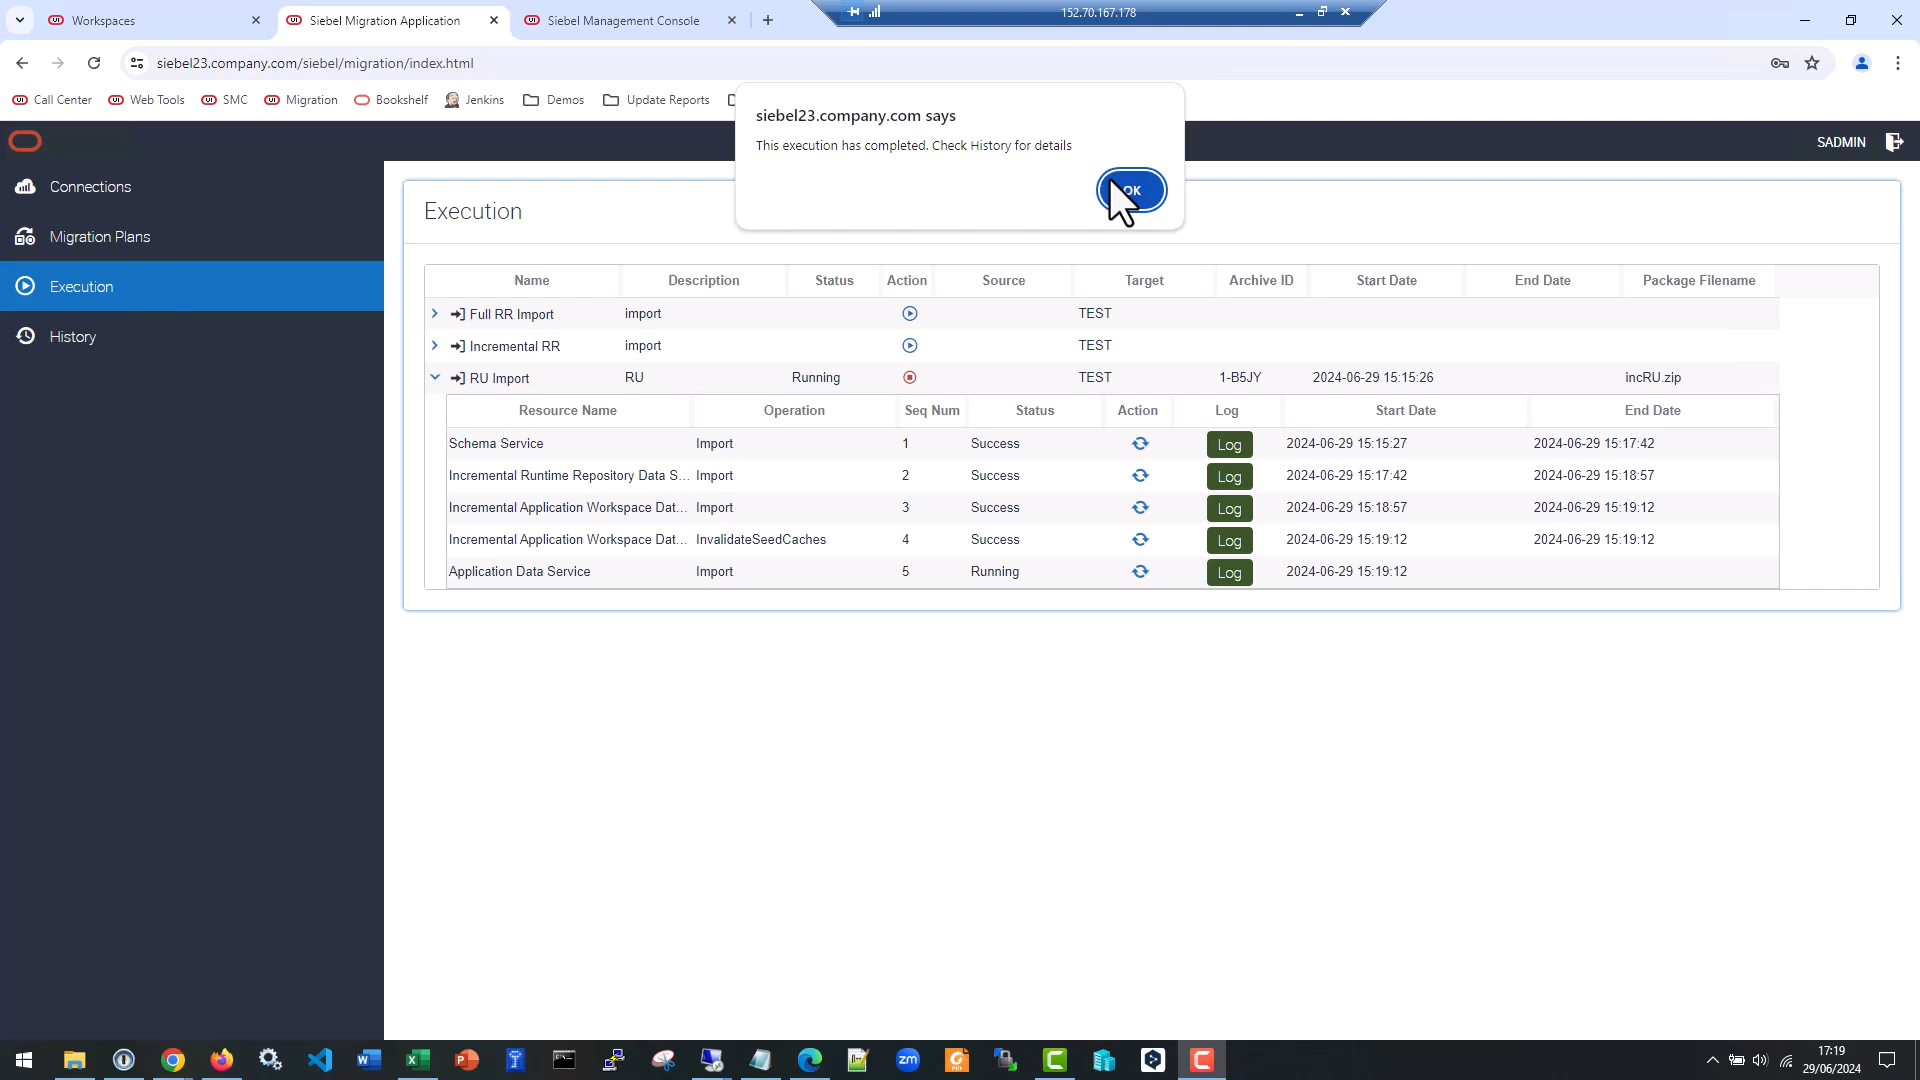 Workspaces
Siebel Migration Application
Siebel Management Console
152.70.167.178
siebel23.company.com/siebel/migration/index.html
Call Center
Web Tools
SMC
Migration
Bookshelf
Jenkins
Demos
Update Reports
siebel23.company.com says
This execution has completed. Check History for details
OK
SADMIN
Connections
Migration Plans
Execution
History
Execution
Name Description Status Action Source Target Archive ID Start Date End Date Package Filename
Full RR Import import TEST
Incremental RR import TEST
RU Import RU Running TEST 1-B5JY 2024-06-29 15:15:26 incRU.zip
Resource Name Operation Seq Num Status Action Log Start Date End Date
Schema Service Import 1 Success Log 2024-06-29 15:15:27 2024-06-29 15:17:42
Incremental Runtime Repository Data S... Import 2 Success Log 2024-06-29 15:17:42 2024-06-29 15:18:57
Incremental Application Workspace Dat... Import 3 Success Log 2024-06-29 15:18:57 2024-06-29 15:19:12
Incremental Application Workspace Dat... InvalidateSeedCaches 4 Success Log 2024-06-29 15:19:12 2024-06-29 15:19:12
Application Data Service Import 5 Running Log 2024-06-29 15:19:12
17:19
29/06/2024